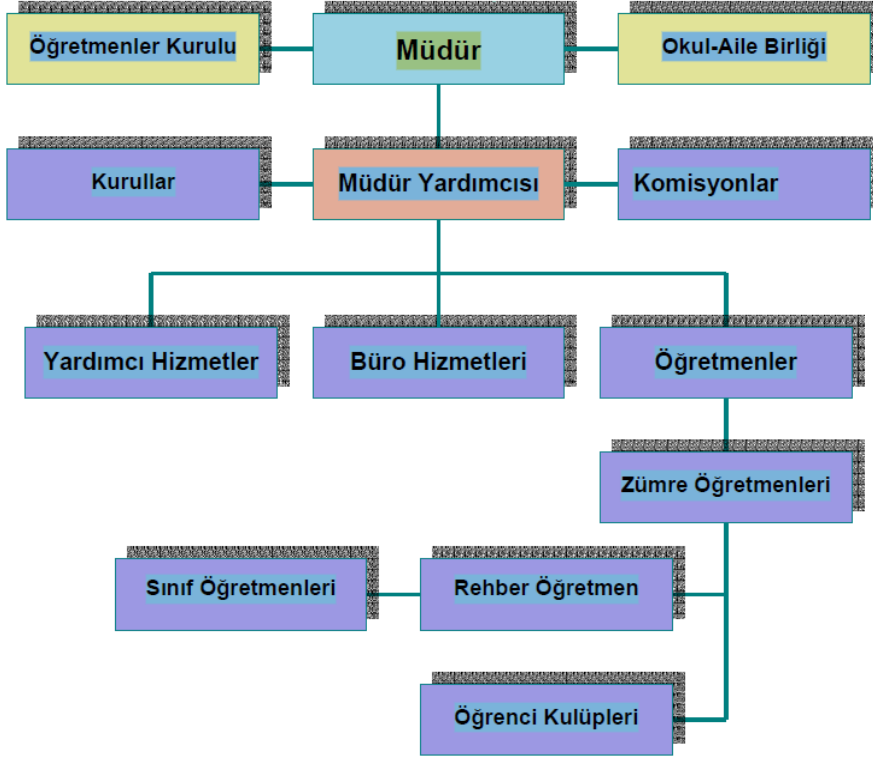 Öğretmenler Kurulu
Müdür
Okul-Aile Birliği
Kurullar
Müdür Yardımcısı
Komisyonlar
Yardımcı Hizmetler
Büro Hizmetleri
Öğretmenler
Zümre Öğretmenleri
Sınıf Öğretmenleri
Rehber Öğretmen
Öğrenci Kulüpleri